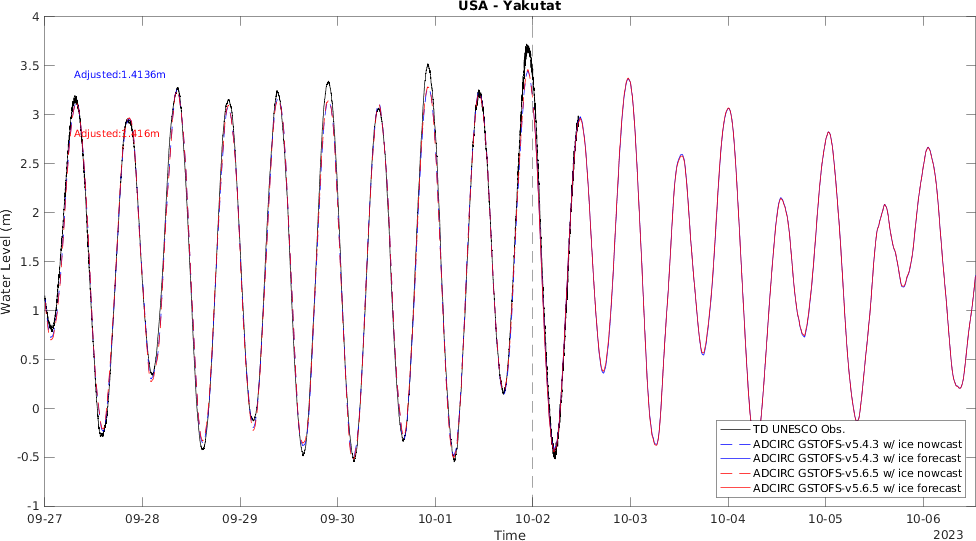 USA - Yakutat
4
3.5
3
2.5
2
1.5
1
0.5
0
-0.5
-1
Water Level (m)
Adjusted:1.4136m
Adjusted:1.416m
TD UNESCO Obs.
ADCIRC GSTOFS-v5.4.3 w/ ice nowcast
ADCIRC GSTOFS-v5.4.3 w/ ice forecast
ADCIRC GSTOFS-v5.6.5 w/ ice nowcast
ADCIRC GSTOFS-v5.6.5 w/ ice forecast
09-27 09-28 09-29 09-30 10-01 10-02 10-03 10-04 10-05 10-06
Time
2023